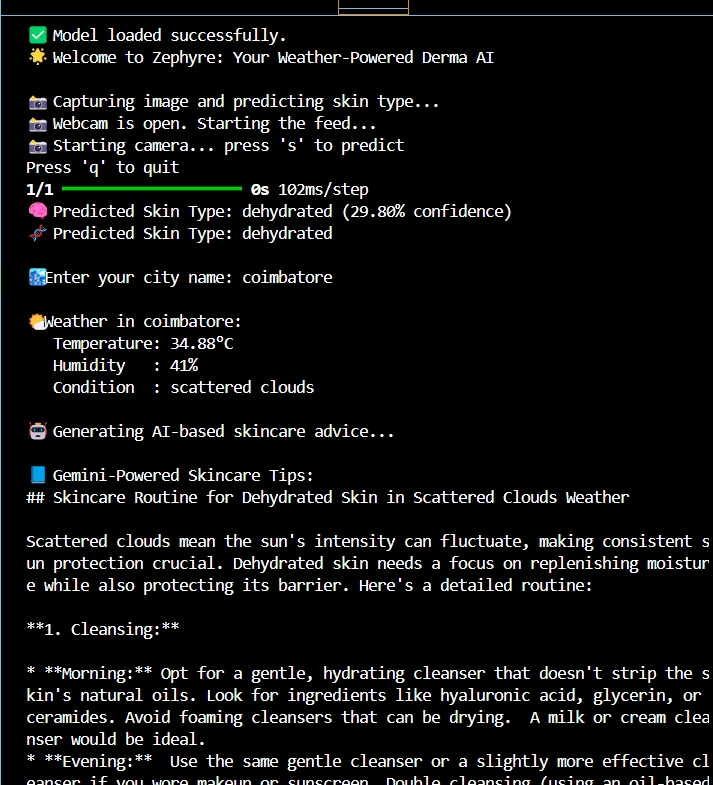 ✅ Model loaded successfully.
🌟 Welcome to Zephyre: Your Weather-Powered Derma AI
📷 Capturing image and predicting skin type...
📷 Webcam is open. Starting the feed...
📷 Starting camera... press 's' to predict
Press 'q' to quit
1/1 ━━━━━━━━━━━━━━━━━━━━ 0s 102ms/step
🧠 Predicted Skin Type: dehydrated (29.80% confidence)
🧬 Predicted Skin Type: dehydrated
🏙️Enter your city name: coimbatore
🌤️Weather in coimbatore:
Temperature: 34.88°C
Humidity   : 41%
Condition  : scattered clouds
🤖 Generating AI-based skincare advice...
📘 Gemini-Powered Skincare Tips:
## Skincare Routine for Dehydrated Skin in Scattered Clouds Weather
Scattered clouds mean the sun's intensity can fluctuate, making consistent s
un protection crucial. Dehydrated skin needs a focus on replenishing moistur
e while also protecting its barrier. Here's a detailed routine:
**1. Cleansing:**
* **Morning:** Opt for a gentle, hydrating cleanser that doesn't strip the s
kin's natural oils. Look for ingredients like hyaluronic acid, glycerin, or
ceramides. Avoid foaming cleansers that can be drying.  A milk or cream clea
nser would be ideal.
* **Evening:**  Use the same gentle cleanser or a slightly more effective cl
eanser if you wore makeup or sunscreen. Double cleansing (using an oil-based